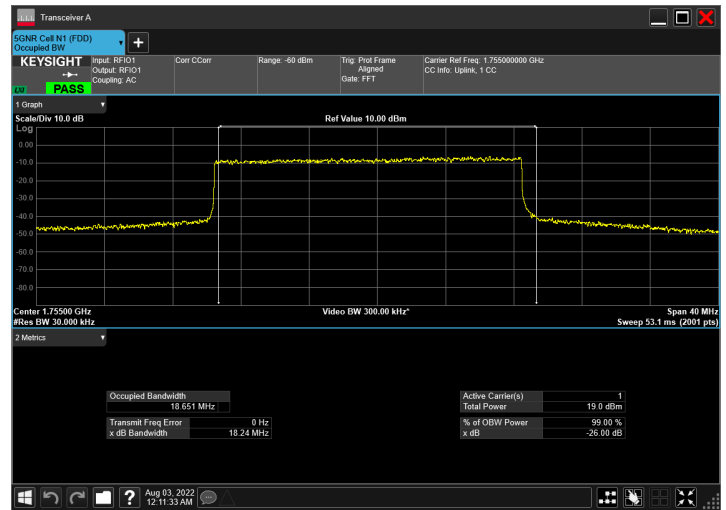 Transceiver A
5GNR Cell N1 (FDD)
Occupied BW
KEYSIGHT
LXI
PASS
Input: RFIO1
Output: RFIO1
Coupling: AC
Corr CCorr
Range: -60 dBm
Trig: Prot Frame
Aligned
Gate: FFT
Carrier Ref Freq: 1.755000000 GHz
CC Info: Uplink, 1 CC
1 Graph
Scale/Div 10.0 dB
Ref Value 10.00 dBm
Log
0.00
-10.0
-20.0
-30.0
-40.0
-50.0
-60.0
-70.0
-80.0
Center 1.75500 GHz
Video BW 300.00 kHz*
Span 40 MHz
#Res BW 30.000 kHz
Sweep 53.1 ms (2001 pts)
2 Metrics
Occupied Bandwidth
18.651 MHz
Transmit Freq Error 0 Hz
x dB Bandwidth 18.24 MHz
Active Carrier(s) 1
Total Power 19.0 dBm
% of OBW Power 99.00 %
x dB -26.00 dB
?
Aug 03, 2022
12:11:33 AM